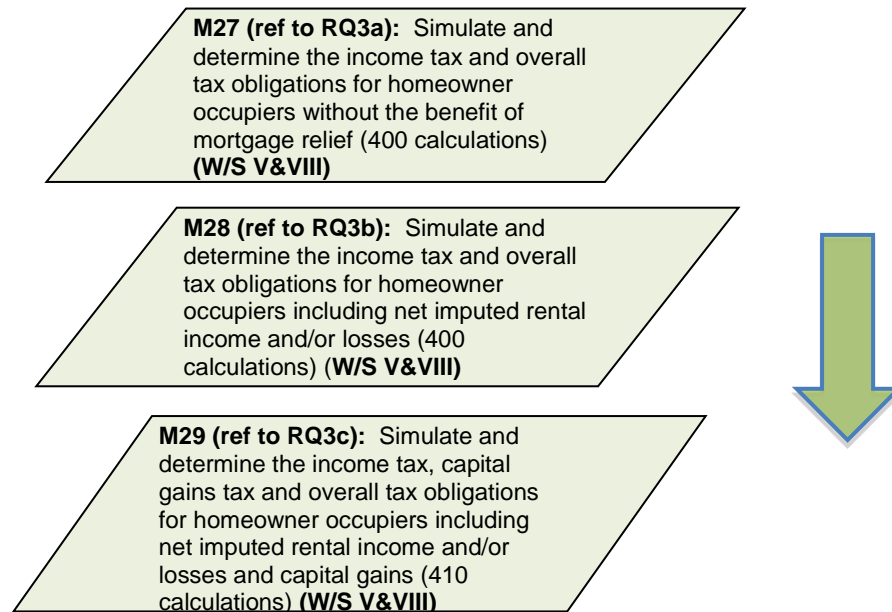 M27 (ref to RQ3a):  Simulate and
determine the income tax and overall
tax obligations for homeowner
occupiers without the benefit of
mortgage relief (400 calculations)
(W/S V&VIII)
M28 (ref to RQ3b):  Simulate and
determine the income tax and overall
tax obligations for homeowner
occupiers including net imputed rental
income and/or losses (400
calculations) (W/S V&VIII)
M29 (ref to RQ3c):  Simulate and
determine the income tax, capital
gains tax and overall tax obligations
for homeowner occupiers including
net imputed rental income and/or
losses and capital gains (410
calculations) (W/S V&VIII)